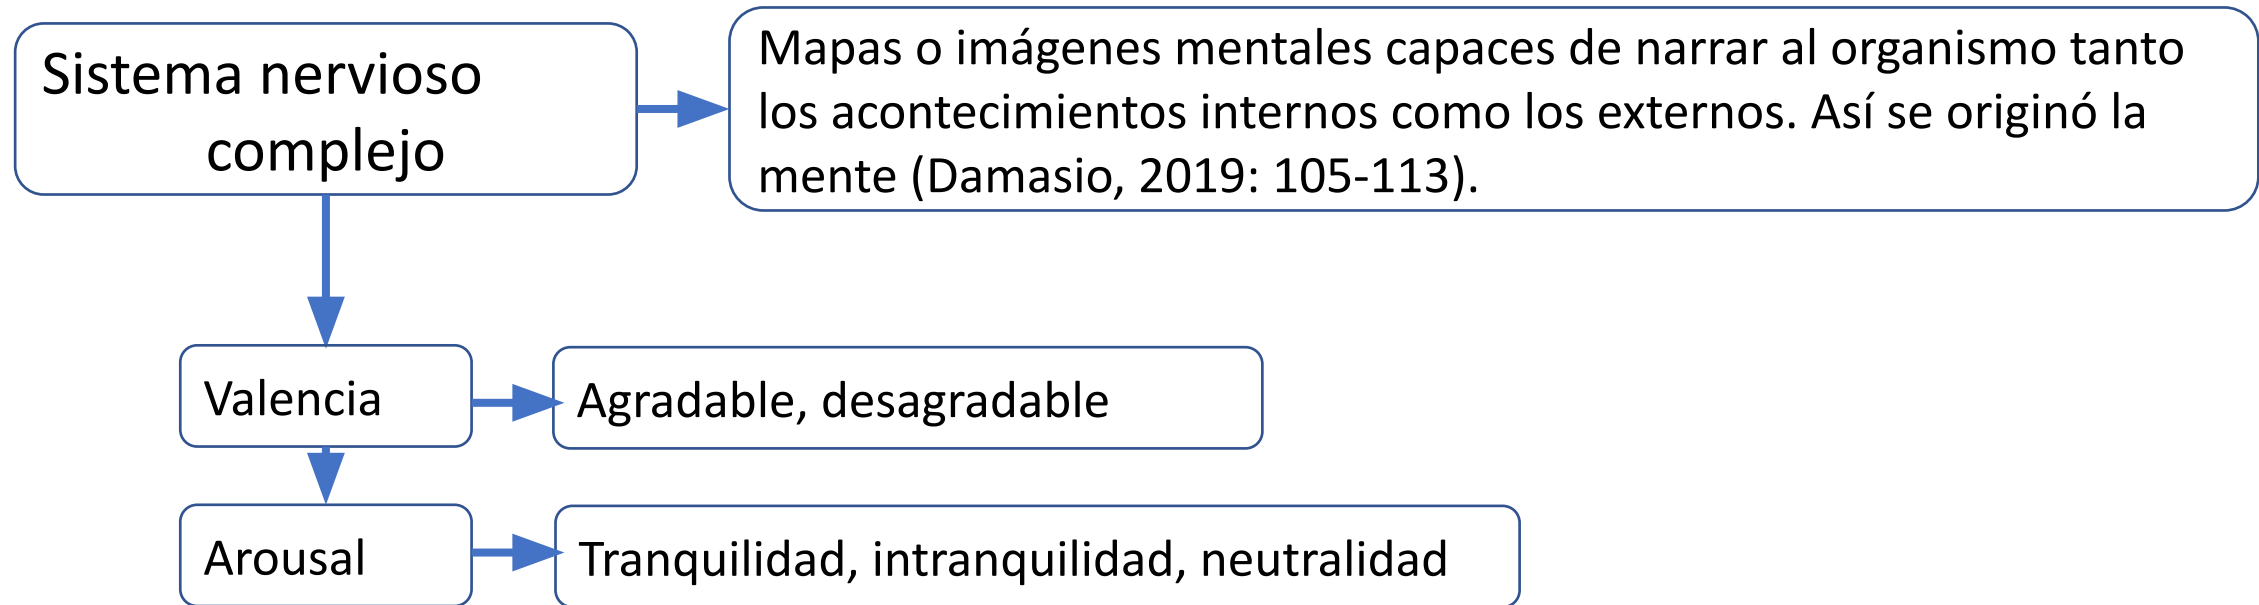 Sistema nervioso
complejo
Mapas o imágenes mentales capaces de narrar al organismo tanto
los acontecimientos internos como los externos. Así se originó la
mente (Damasio, 2019: 105-113).
Valencia
Agradable, desagradable
Arousal
Tranquilidad, intranquilidad, neutralidad